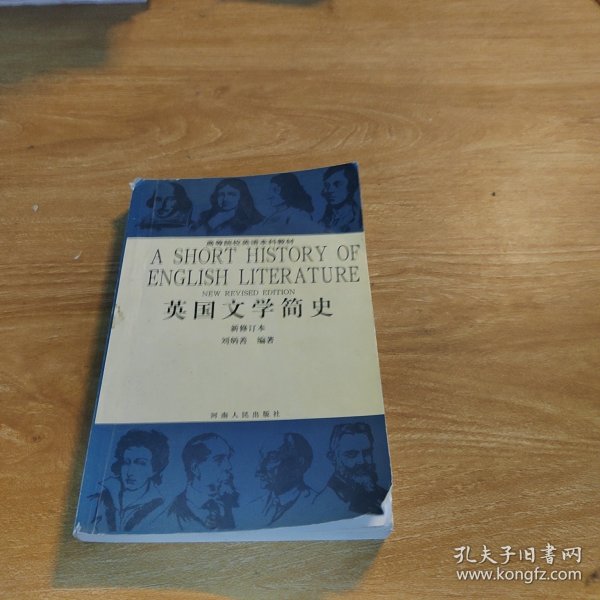 高等院校英语本科教材
A SHORT HISTORY OF
ENGLISH LITERATURE
NEW REVISED EDITION
英国文学简史
新修订本
刘炳善 编著
河南人民出版社
孔夫子旧书网
www.kongfz.com